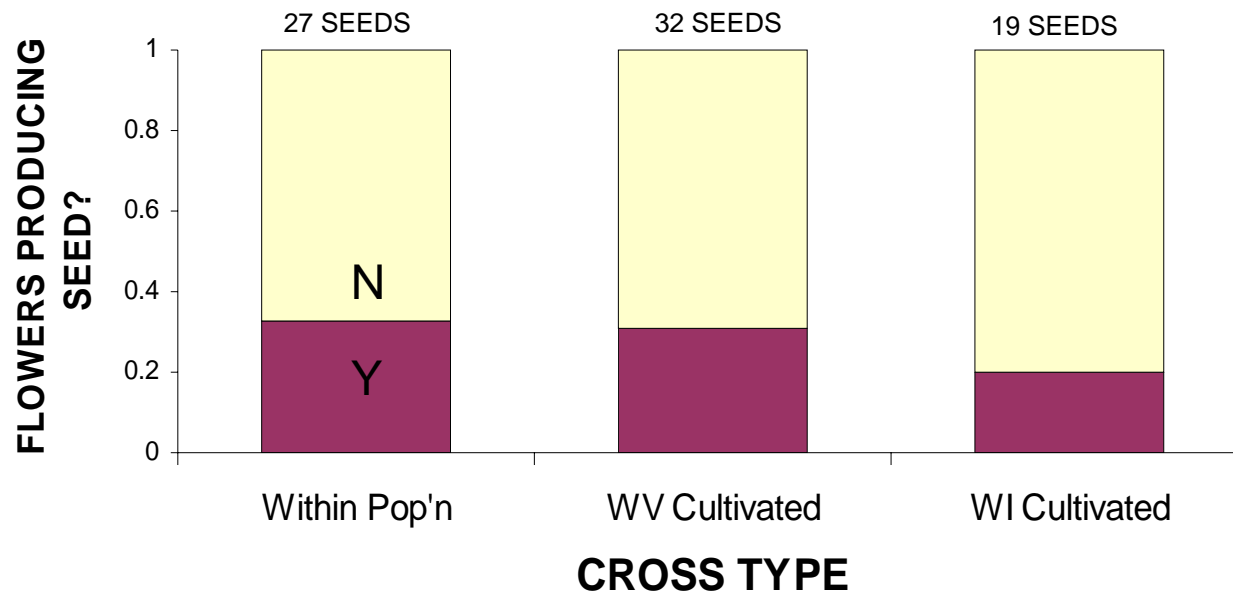 27 SEEDS
32 SEEDS
19 SEEDS
FLOWERS PRODUCING
SEED?
1
0.8
0.6
0.4
0.2
0
N
Y
Within Pop'n
WV Cultivated
WI Cultivated
CROSS TYPE